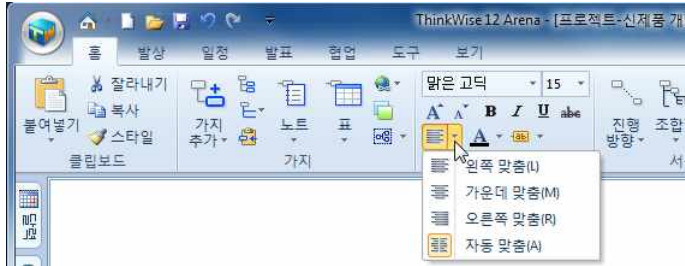 ThinkWise 12 Arena - [프로젝트-신제품 개
홈 발상 일정 발표 협업 도구 보기
잘라내기
복사
스타일
붙여넣기
클립보드
가지 추가
노트
표
가지
맑은 고딕 15
A A B I U abc
A ab
진행 방향
조합
서
왼쪽 맞춤(L)
가운데 맞춤(M)
오른쪽 맞춤(R)
자동 맞춤(A)